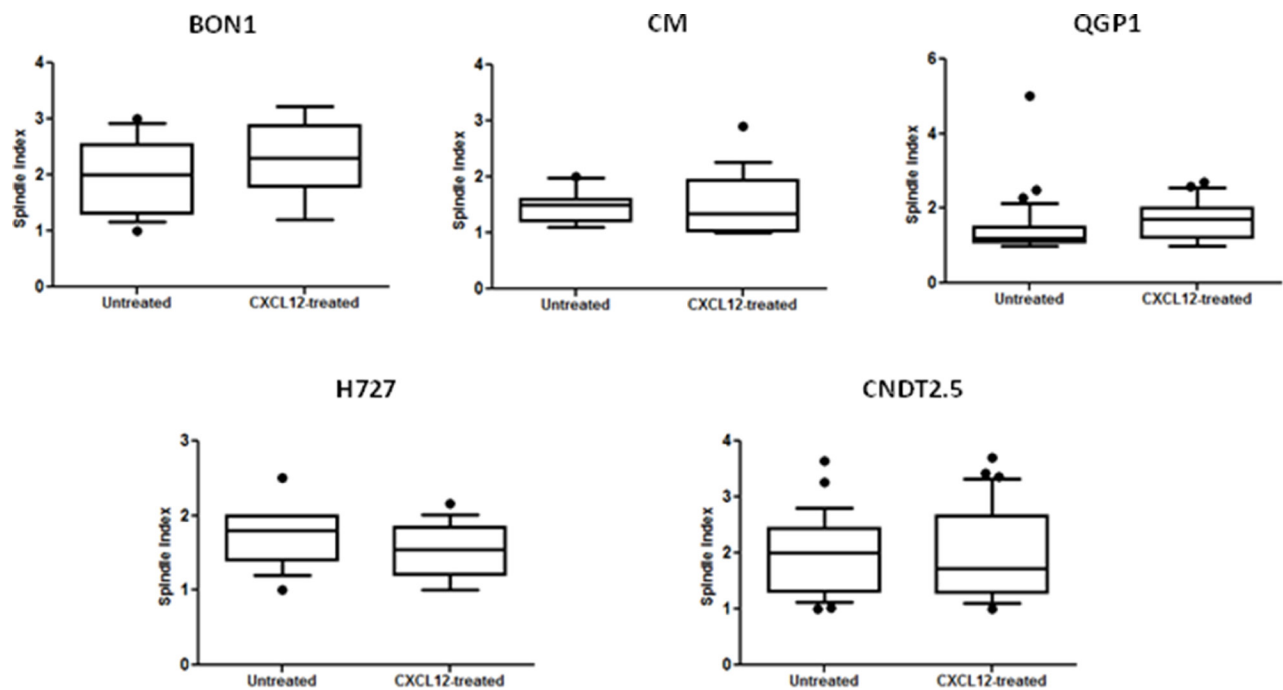 BON1
4
3
2
1
0
Spindle Index
Untreated
CXCL12-treated
CM
4
3
2
1
0
Spindle Index
Untreated
CXCL12-treated
QGP1
6
4
2
0
Spindle Index
Untreated
CXCL12-treated
H727
3
2
1
0
Spindle Index
Untreated
CXCL12-treated
CNDT2.5
4
3
2
1
0
Spindle Index
Untreated
CXCL12-treated